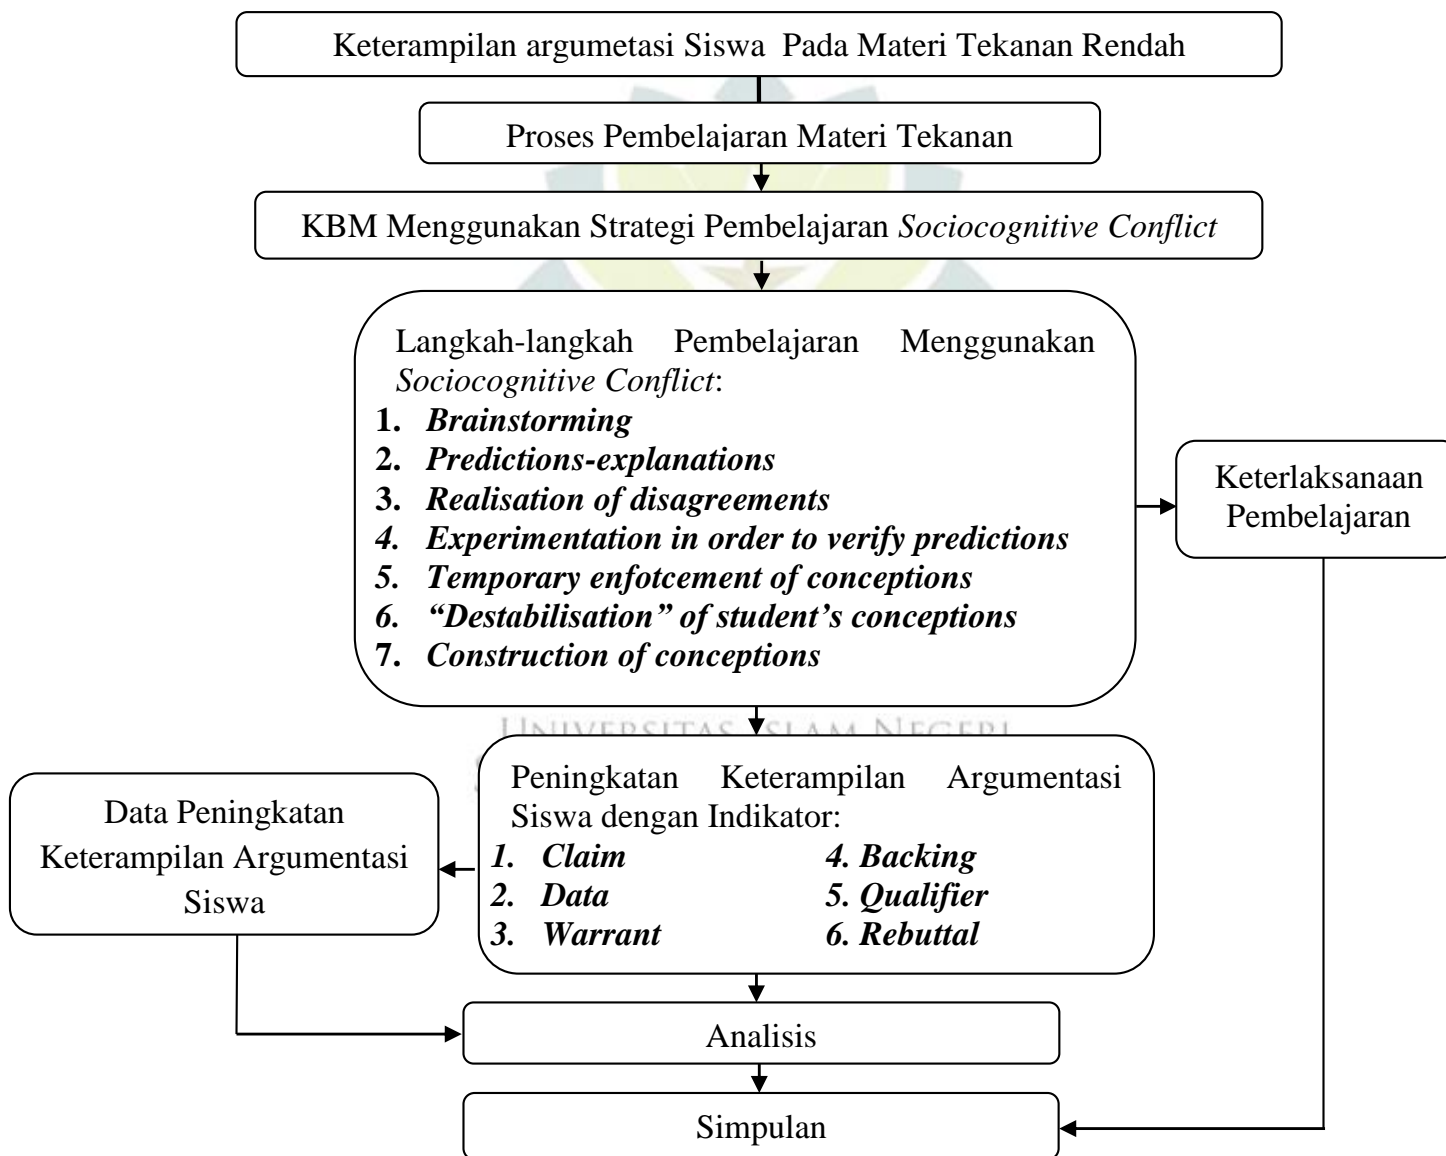 Keterampilan argumetasi Siswa Pada Materi Tekanan Rendah
Proses Pembelajaran Materi Tekanan
KBM Menggunakan Strategi Pembelajaran Sociocognitive Conflict
Langkah-langkah Pembelajaran Menggunakan
Sociocognitive Conflict:
1. Brainstorming
2. Predictions-explanations
3. Realisation of disagreements
4. Experimentation in order to verify predictions
5. Temporary enfotcement of conceptions
6. “Destabilisation” of student’s conceptions
7. Construction of conceptions
Keterlaksanaan
Pembelajaran
UNIVERSITAS ISLAM NEGERI
Peningkatan Keterampilan Argumentasi
Siswa dengan Indikator:
1. Claim 4. Backing
2. Data 5. Qualifier
3. Warrant 6. Rebuttal
Data Peningkatan
Keterampilan Argumentasi
Siswa
Analisis
Simpulan